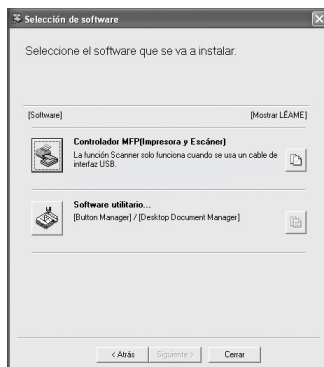 Selección de software
Seleccione el software que se va a instalar.
[Software] [Mostrar LÉAME]
Controlador MFP(Impresora y Escáner)
La función Scanner solo funciona cuando se usa un cable de
interfaz USB.
Software utilitario...
[Button Manager] / [Desktop Document Manager]
< Atrás Siguiente > Cerrar